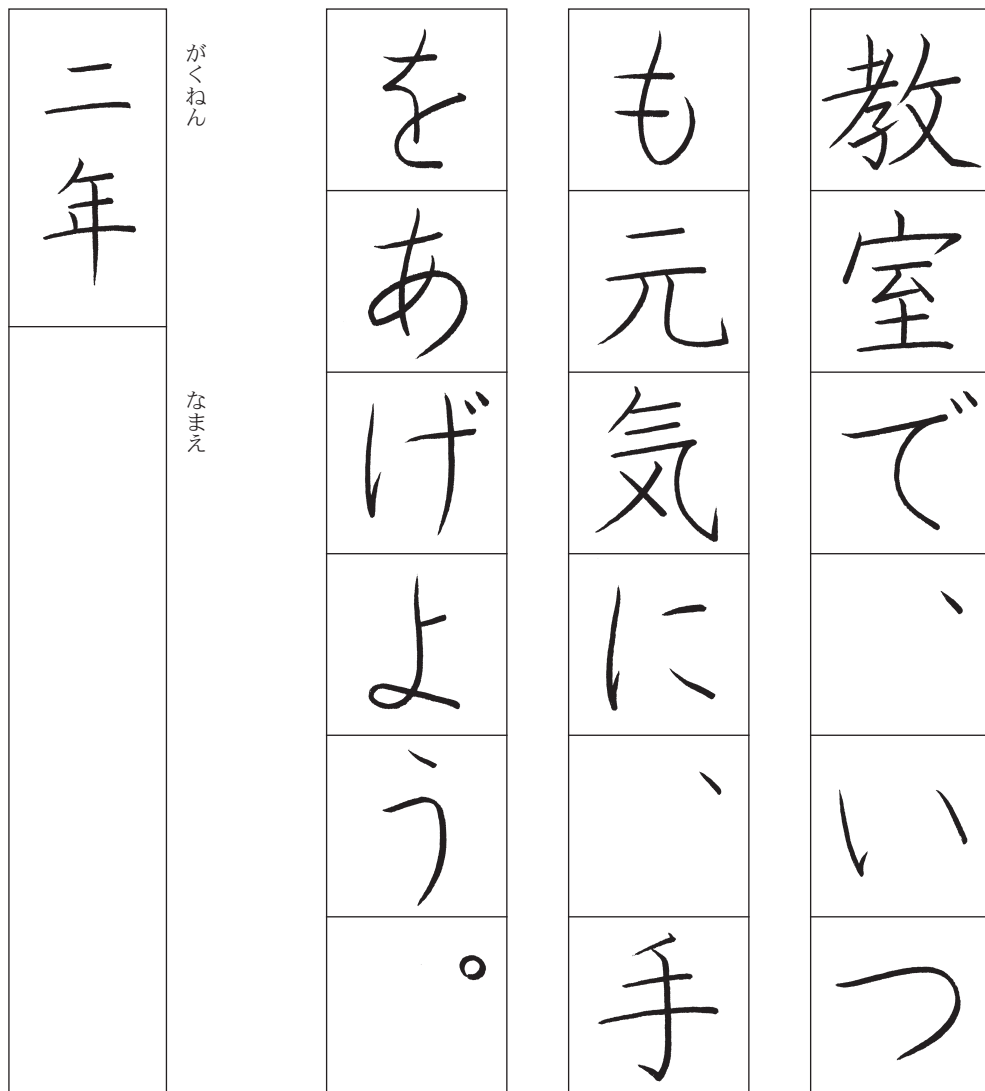 教室で、いつ
も元気に、手
をあげよう。
がくねん
なまえ
二年